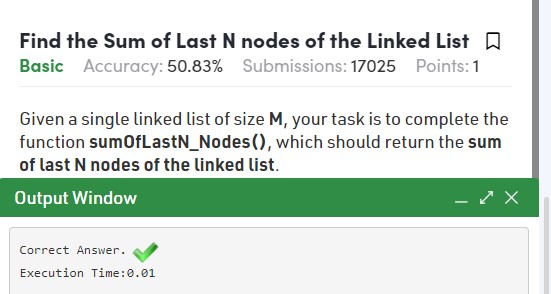 Find the Sum of Last N nodes of the Linked List
Basic Accuracy: 50.83% Submissions: 17025 Points: 1
Given a single linked list of size M, your task is to complete the
function sumOfLastN_Nodes(), which should return the sum
of last N nodes of the linked list.
Output Window
Correct Answer.
Execution Time:0.01